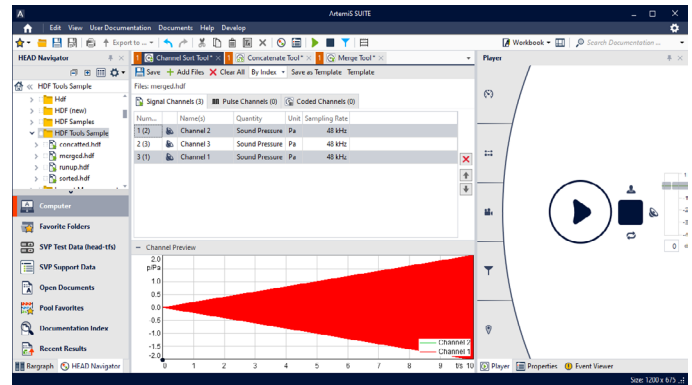 ArtemiS SUITE
Edit View User Documentation Documents Help Develop
Export to ...
Workbook
Search Documentation ...
HEAD Navigator
1 Channel Sort Tool* × 1 Concatenate Tool* × 1 Merge Tool* ×
Player
Save Add Files Clear All By Index Save as Template Template
HDF Tools Sample
Files: merged.hdf
Hdf
HDF (new)
HDF Samples
HDF Tools Sample
concatted.hdf
merged.hdf
runup.hdf
sorted.hdf
Signal Channels (3) Pulse Channels (0) Coded Channels (0)
Num... Name(s) Quantity Unit Sampling Rate
1 (2) Channel 2 Sound Pressure Pa 48 kHz
2 (3) Channel 3 Sound Pressure Pa 48 kHz
3 (1) Channel 1 Sound Pressure Pa 48 kHz
Computer
Favorite Folders
SVP Test Data (head-tfs)
SVP Support Data
Open Documents
Pool Favorites
Documentation Index
Recent Results
Bargraph HEAD Navigator
Channel Preview
2.0
p/Pa
1.0
0.5
0.0
-0.5
-1.0
-1.5
-2.0
Channel 2
Channel 1
0 1 2 3 4 5 6 7 8 9 t/s 10
0
Player Properties Event Viewer
Size: 1200 x 675